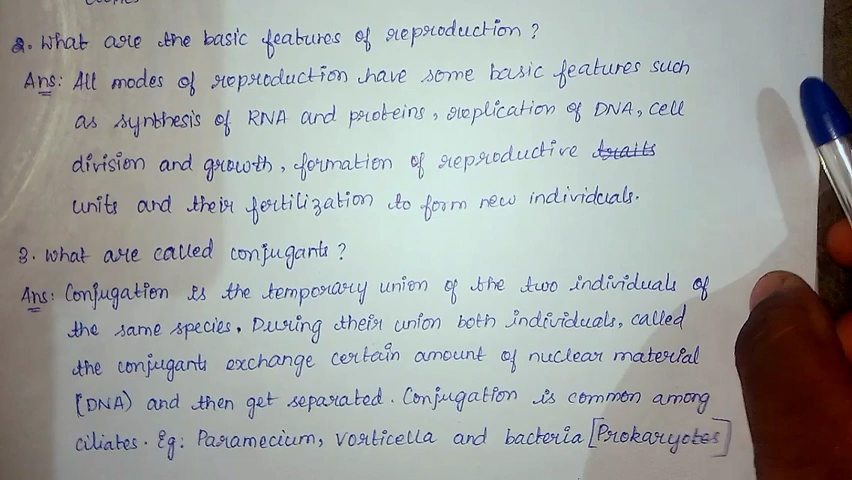 2. What are the basic features of reproduction?
Ans: All modes of reproduction have some basic features such
as synthesis of RNA and proteins, replication of DNA, cell
division and growth, formation of reproductive traits
units and their fertilization to form new individuals.
3. What are called conjugants?
Ans: Conjugation is the temporary union of the two individuals of
the same species. During their union both individuals, called
the conjugants exchange certain amount of nuclear material
(DNA) and then get separated. Conjugation is common among
ciliates. Eg: Paramecium, vorticella and bacteria [Prokaryotes]